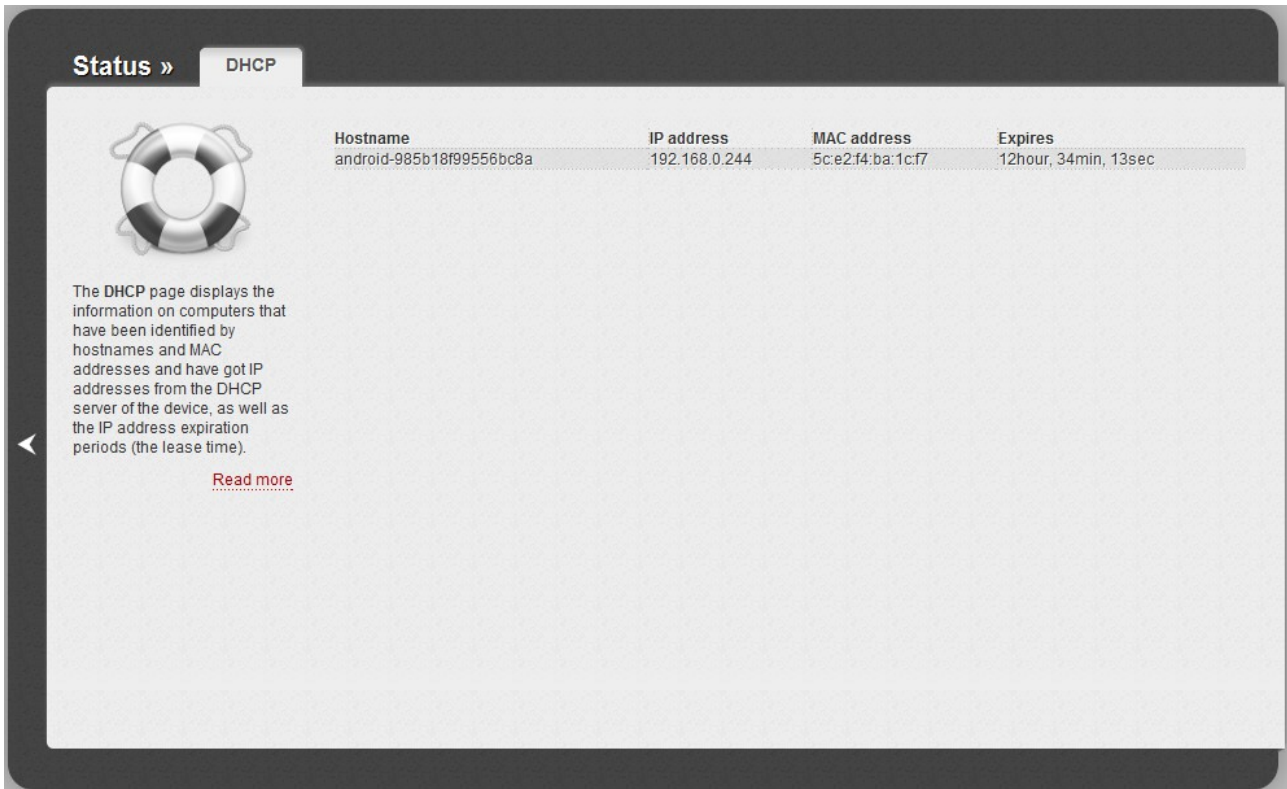 Status »
DHCP
Hostname IP address MAC address Expires
android-985b18f99556bc8a 192.168.0.244 5c:e2:f4:ba:1c:f7 12hour, 34min, 13sec
The DHCP page displays the
information on computers that
have been identified by
hostnames and MAC
addresses and have got IP
addresses from the DHCP
server of the device, as well as
the IP address expiration
periods (the lease time).
Read more